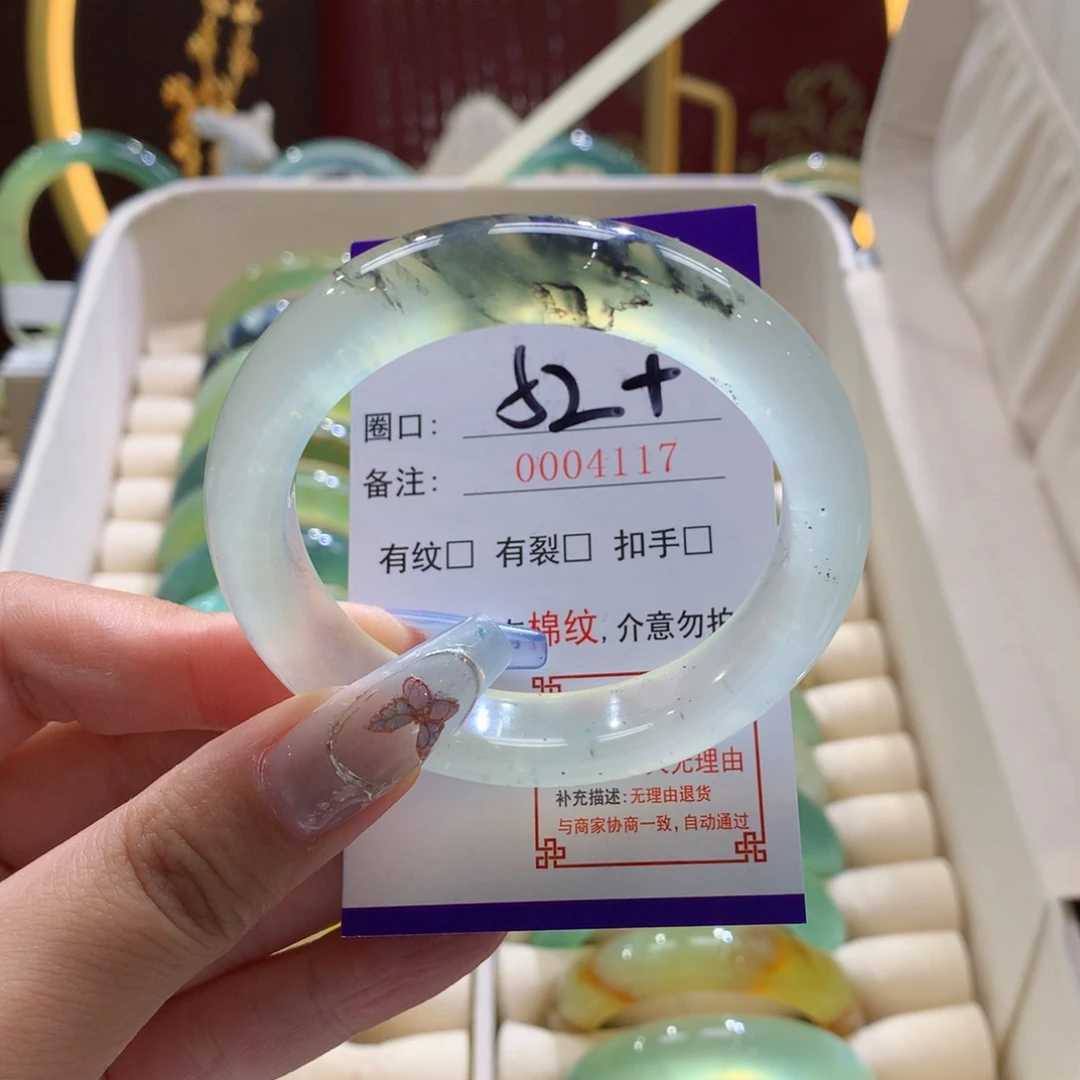 圈口: 52+
备注: 0004117
有纹□ 有裂□ 扣手□
棉纹, 介意勿拍
无理由
补充描述:无理由退货
与商家协商一致, 自动通过